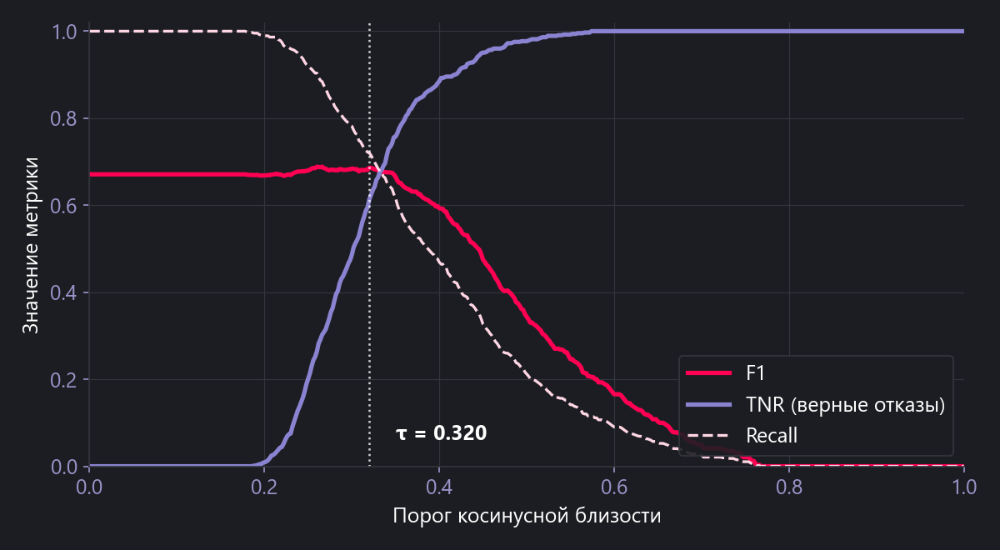 1.0
0.8
0.6
0.4
0.2
0.0
Значение метрики
τ = 0.320
F1
TNR (верные отказы)
Recall
0.0 0.2 0.4 0.6 0.8 1.0
Порог косинусной близости